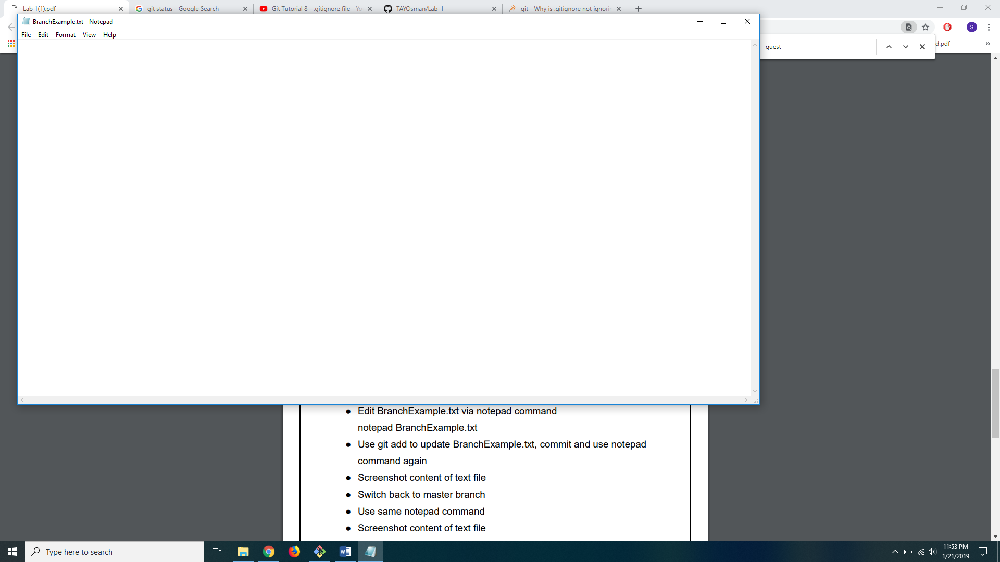 Lab 1(1).pdf
git status - Google Search
Git Tutorial 8 - .gitignore file - Yo
TAYOsman/Lab-1
git - Why is .gitignore not ignorin
BranchExample.txt - Notepad
File Edit Format View Help
S
guest
d.pdf
» 
● Edit BranchExample.txt via notepad command
notepad BranchExample.txt
● Use git add to update BranchExample.txt, commit and use notepad
command again
● Screenshot content of text file
● Switch back to master branch
● Use same notepad command
● Screenshot content of text file
Type here to search
11:53 PM
1/21/2019